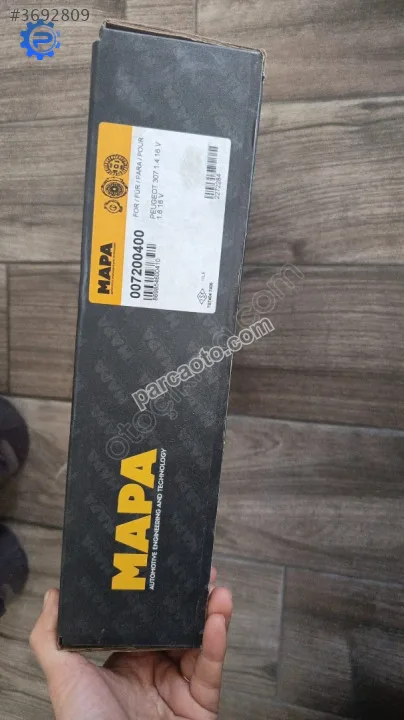 #3692809
FOR / FÜR / PARA / POUR
PEUGEOT 307 1.4 16 V
1.6 16 V
MAPA
007200400
2272284
MAPA
AUTOMOTIVE ENGINEERING AND TECHNOLOGY
parcaoto.com